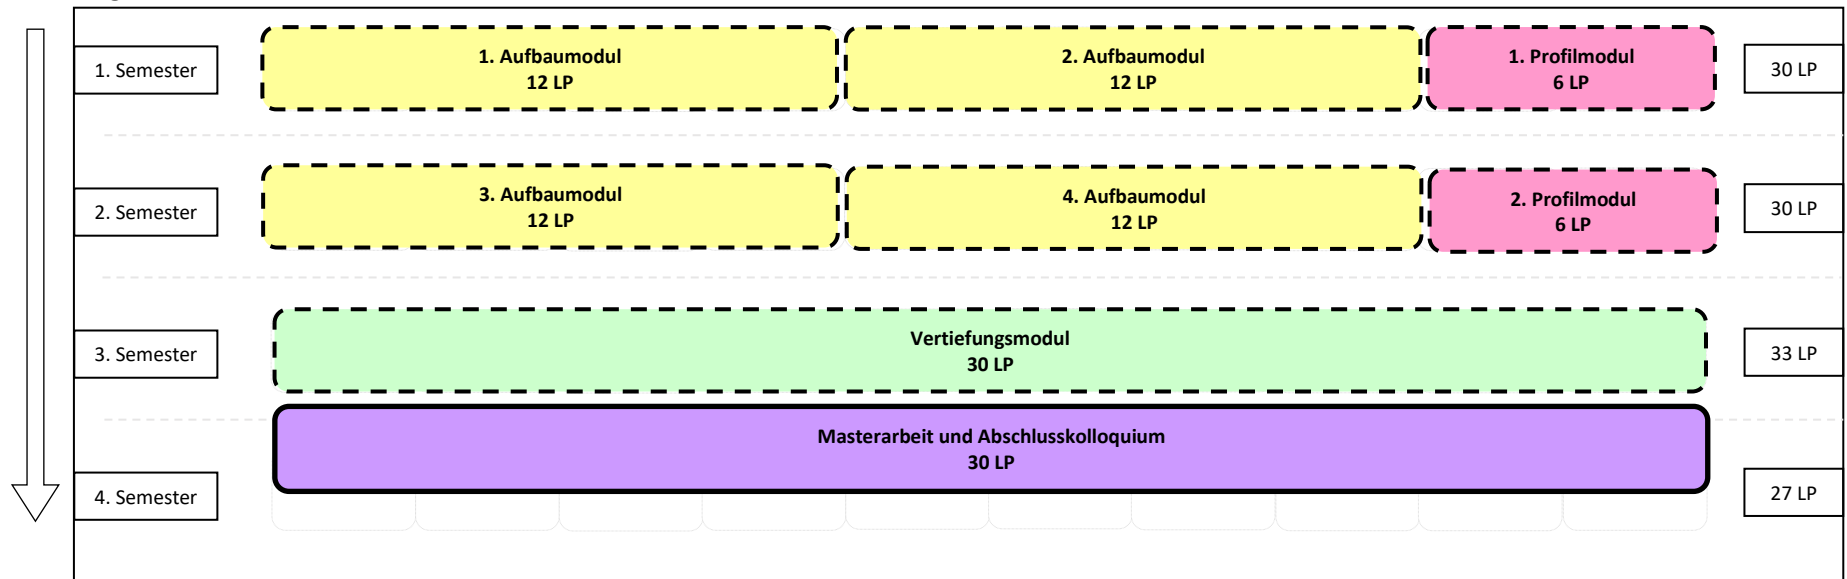 1. Semester
1. Aufbaumodul
12 LP
2. Aufbaumodul
12 LP
1. Profilmodul
6 LP
30 LP
2. Semester
3. Aufbaumodul
12 LP
4. Aufbaumodul
12 LP
2. Profilmodul
6 LP
30 LP
3. Semester
Vertiefungsmodul
30 LP
33 LP
4. Semester
Masterarbeit und Abschlusskolloquium
30 LP
27 LP